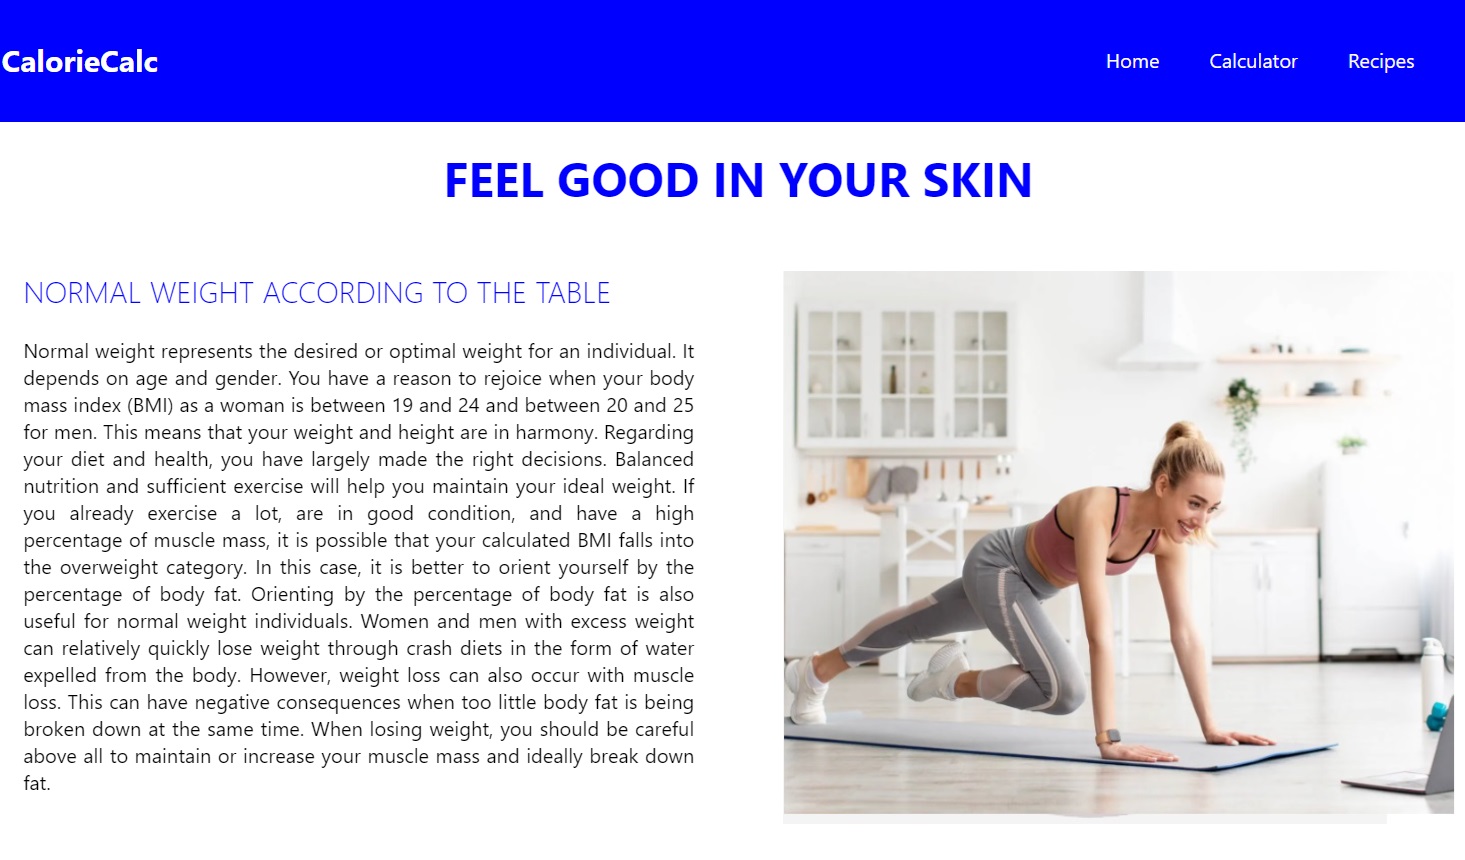 CalorieCalc
Home Calculator Recipes
FEEL GOOD IN YOUR SKIN
NORMAL WEIGHT ACCORDING TO THE TABLE
Normal weight represents the desired or optimal weight for an individual. It
depends on age and gender. You have a reason to rejoice when your body
mass index (BMI) as a woman is between 19 and 24 and between 20 and 25
for men. This means that your weight and height are in harmony. Regarding
your diet and health, you have largely made the right decisions. Balanced
nutrition and sufficient exercise will help you maintain your ideal weight. If
you already exercise a lot, are in good condition, and have a high
percentage of muscle mass, it is possible that your calculated BMI falls into
the overweight category. In this case, it is better to orient yourself by the
percentage of body fat. Orienting by the percentage of body fat is also
useful for normal weight individuals. Women and men with excess weight
can relatively quickly lose weight through crash diets in the form of water
expelled from the body. However, weight loss can also occur with muscle
loss. This can have negative consequences when too little body fat is being
broken down at the same time. When losing weight, you should be careful
above all to maintain or increase your muscle mass and ideally break down
fat.